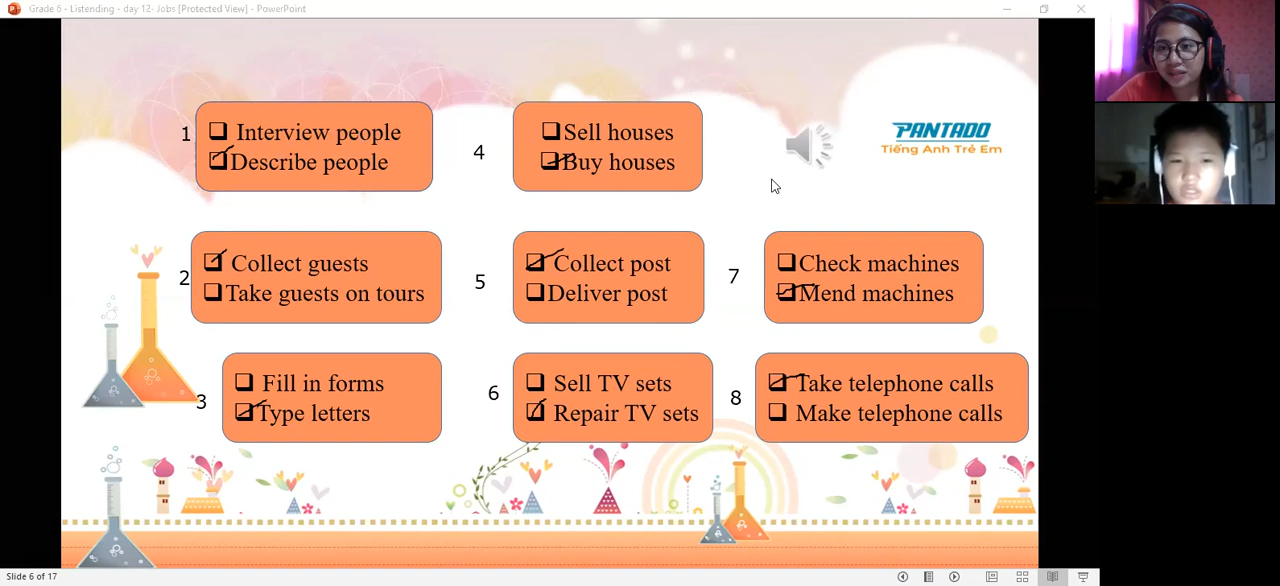 Grade 6 - Listending - day 12- Jobs [Protected View] - PowerPoint
1
Interview people
Describe people
4
Sell houses
Buy houses
PANTADO
Tiếng Anh Trẻ Em
2
Collect guests
Take guests on tours
5
Collect post
Deliver post
7
Check machines
Mend machines
3
Fill in forms
Type letters
6
Sell TV sets
Repair TV sets
8
Take telephone calls
Make telephone calls
Slide 6 of 17